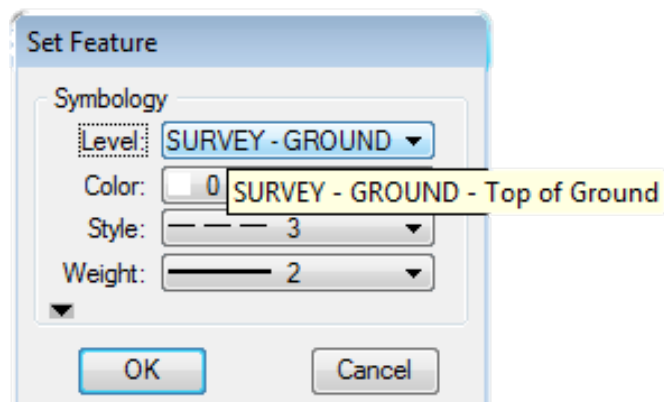 Set Feature
Symbology
Level: SURVEY - GROUND
Color: 0
SURVEY - GROUND - Top of Ground
Style: 3
Weight: 2
OK Cancel